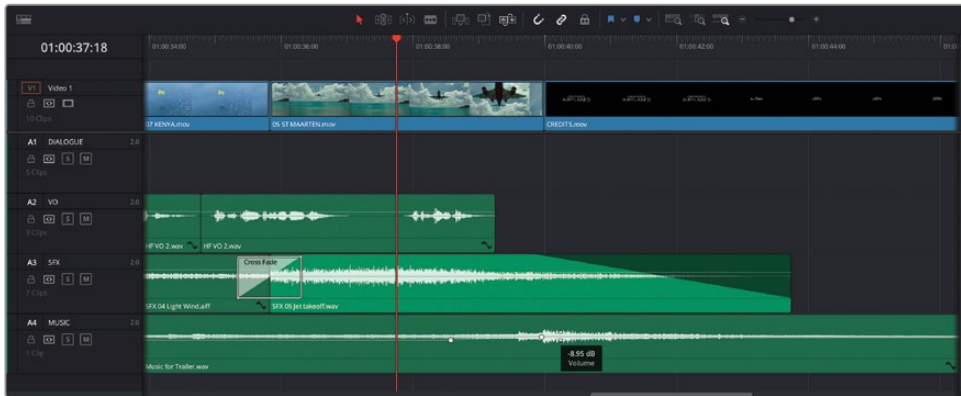 01:00:37:18
01:00:34:00
01:00:36:00
01:00:38:00
01:00:40:00
01:00:42:00
01:00:44:00
V1 Video 1
10 Clips
07 KENYA.mov
05 ST MAARTEN.mov
CREDITS.mov
A1 DIALOGUE 2.0
S M
5 Clips
A2 VO 2.0
S M
HF VO 2.wav
HF VO 2.wav
A3 SFX 2.0
S M
7 Clips
Cross Fade
SFX 04 Light Wind.aiff
SFX 05 Jet takeoff.wav
A4 MUSIC 2.0
S M
1 Clip
-8.95 dB
Volume
Music for Trailer.wav